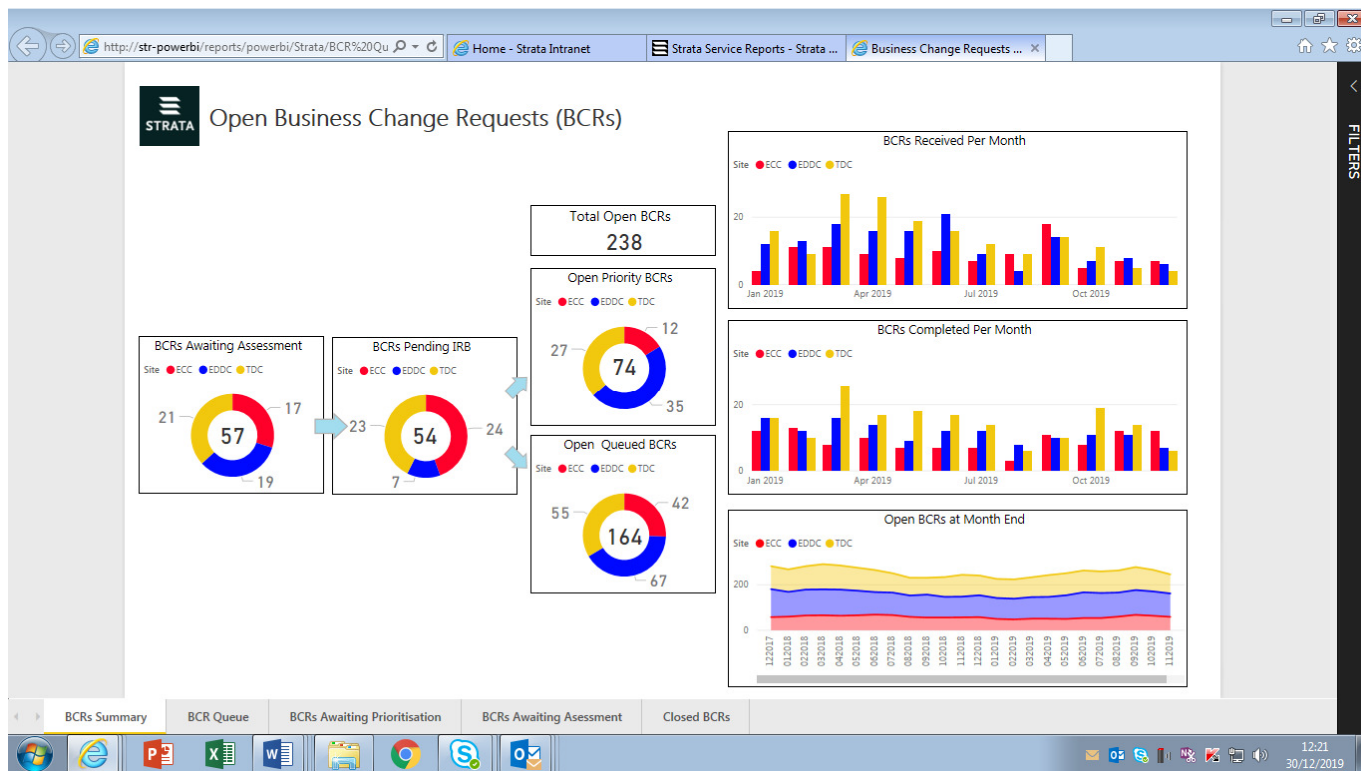 http://str-powerbi/reports/powerbi/Strata/BCR%20Qu
Home - Strata Intranet
Strata Service Reports - Strata ...
Business Change Requests ...
FILTERS
STRATA
Open Business Change Requests (BCRs)
BCRs Awaiting Assessment
Site ECC EDDC TDC
21
17
57
19
BCRs Pending IRB
Site ECC EDDC TDC
23
24
54
7
Total Open BCRs
238
Open Priority BCRs
Site ECC EDDC TDC
12
27
74
35
Open Queued BCRs
Site ECC EDDC TDC
42
55
164
67
BCRs Received Per Month
Site ECC EDDC TDC
20
0
Jan 2019 Apr 2019 Jul 2019 Oct 2019
BCRs Completed Per Month
Site ECC EDDC TDC
20
0
Jan 2019 Apr 2019 Jul 2019 Oct 2019
Open BCRs at Month End
Site ECC EDDC TDC
200
0
122017
012018
022018
032018
042018
052018
062018
072018
082018
092018
102018
112018
122018
012019
022019
032019
042019
052019
062019
072019
082019
092019
102019
112019
BCRs Summary
BCR Queue
BCRs Awaiting Prioritisation
BCRs Awaiting Asessment
Closed BCRs
12:21
30/12/2019